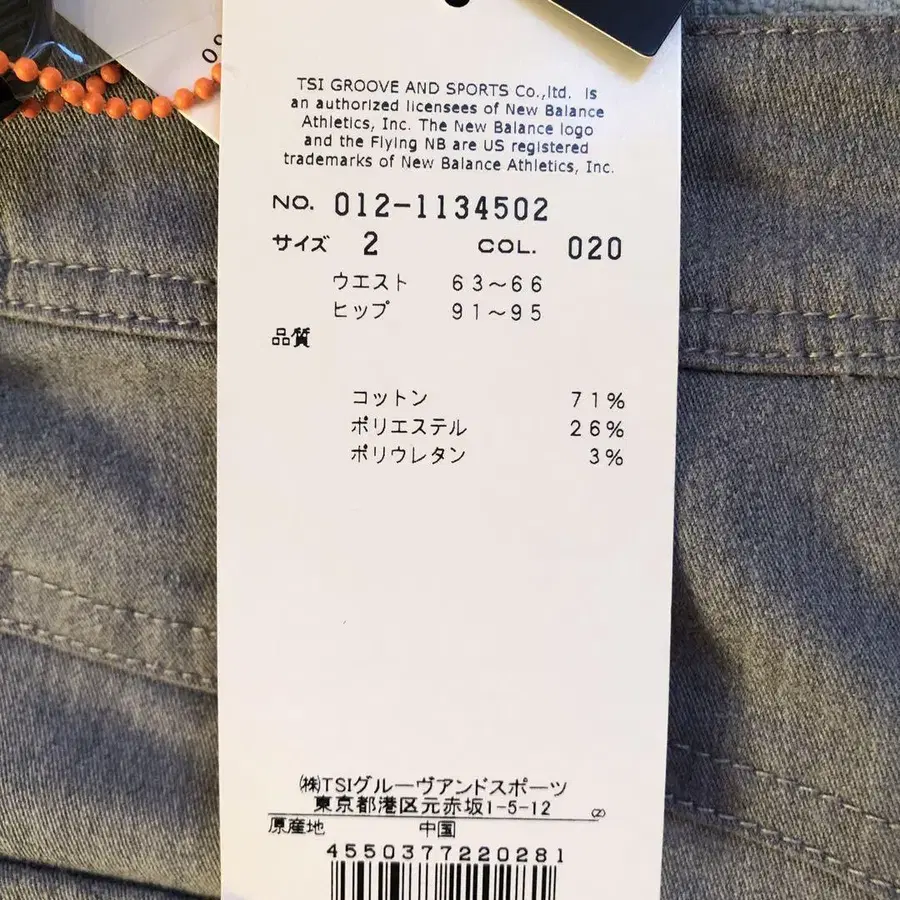 TSI GROOVE AND SPORTS Co.,ltd. is
an authorized licensees of New Balance
Athletics, Inc. The New Balance logo
and the Flying NB are US registered
trademarks of New Balance Athletics, Inc.
NO. 012-1134502
サイズ 2 COL. 020
ウエスト 63～66
ヒップ 91～95
品質
コットン 71%
ポリエステル 26%
ポリウレタン 3%
㈱TSIグルーヴアンドスポーツ
東京都港区元赤坂1-5-12
原産地 中国
4550377220281